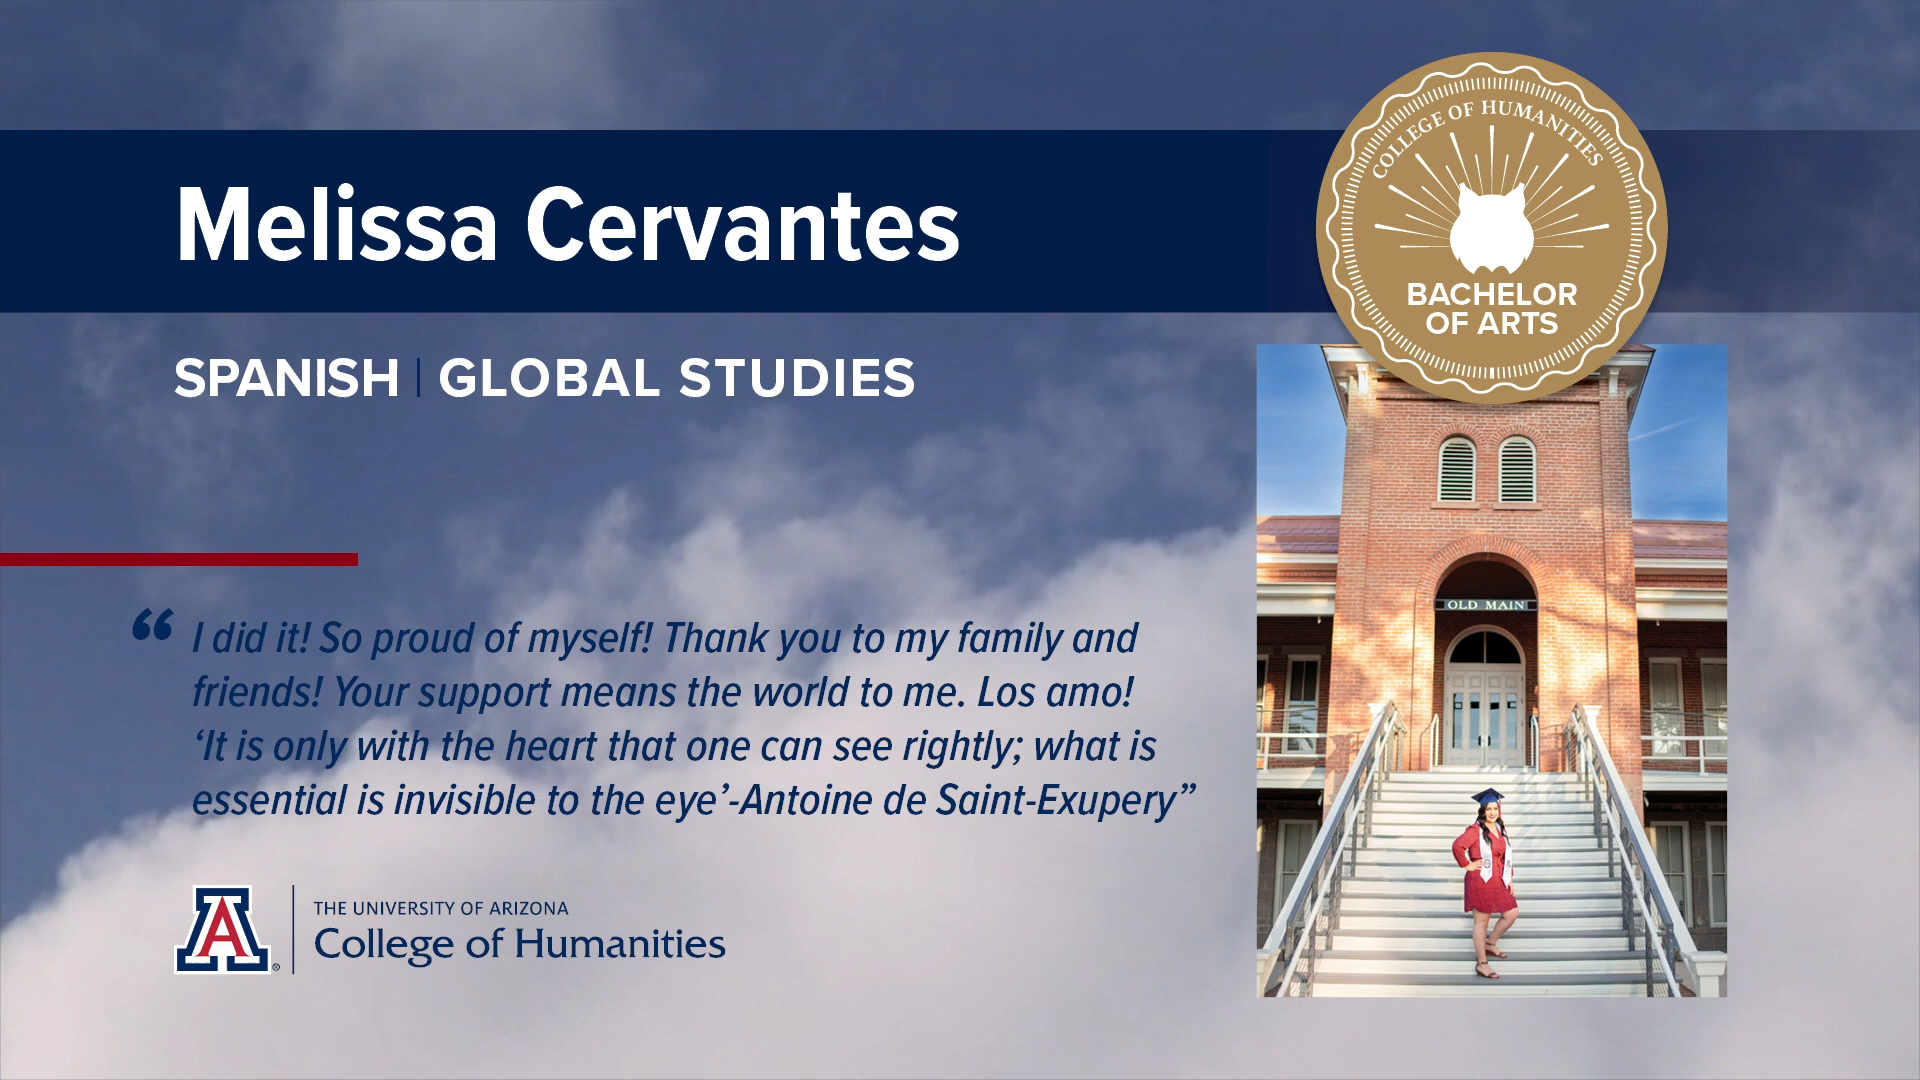 Melissa Cervantes
COLLEGE OF HUMANITIES
BACHELOR
OF ARTS
SPANISH | GLOBAL STUDIES
OLD MAIN
“ I did it! So proud of myself! Thank you to my family and
friends! Your support means the world to me. Los amo!
‘It is only with the heart that one can see rightly; what is
essential is invisible to the eye’-Antoine de Saint-Exupery”
A ®
THE UNIVERSITY OF ARIZONA
College of Humanities